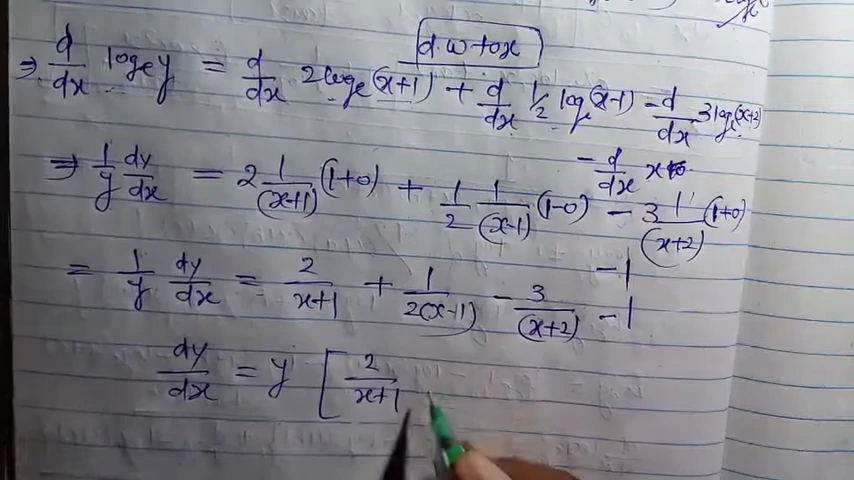 d.w.to x
⇒ d/dx logₑy = d/dx 2logₑ(x+1) + d/dx 1/2 logₑ(x-1) - d/dx 3logₑ(x+2)
- d/dx x
⇒ 1/y dy/dx = 2 1/(x+1) (1+0) + 1/2 1/(x-1) (1-0) - 3 1/(x+2) (1+0)
- 1
= 1/y dy/dx = 2/x+1 + 1/2(x-1) - 3/(x+2) - 1
dy/dx = y [ 2/x+1